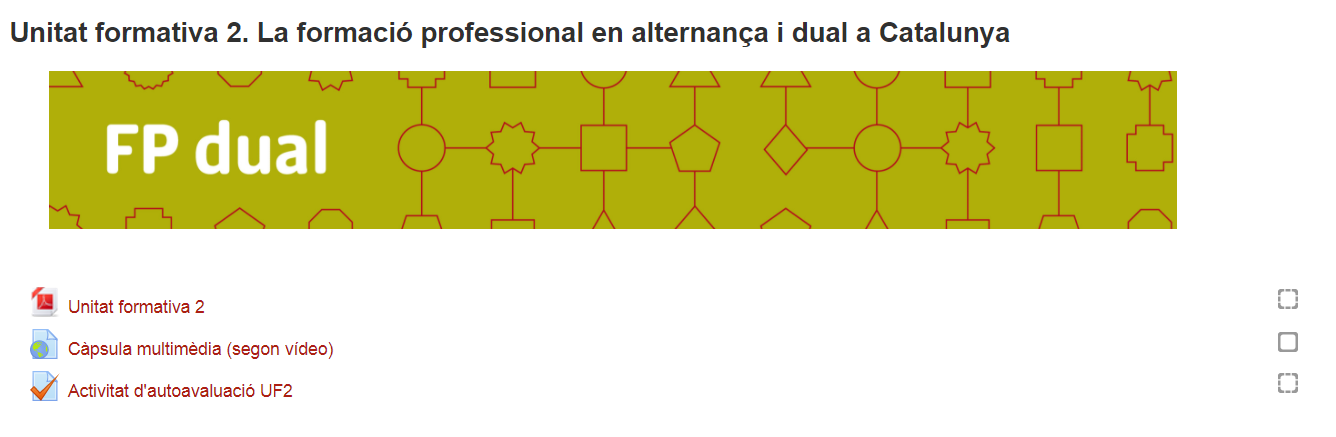 Unitat formativa 2. La formació professional en alternança i dual a Catalunya
FP dual
Unitat formativa 2
Càpsula multimèdia (segon vídeo)
Activitat d'autoavaluació UF2